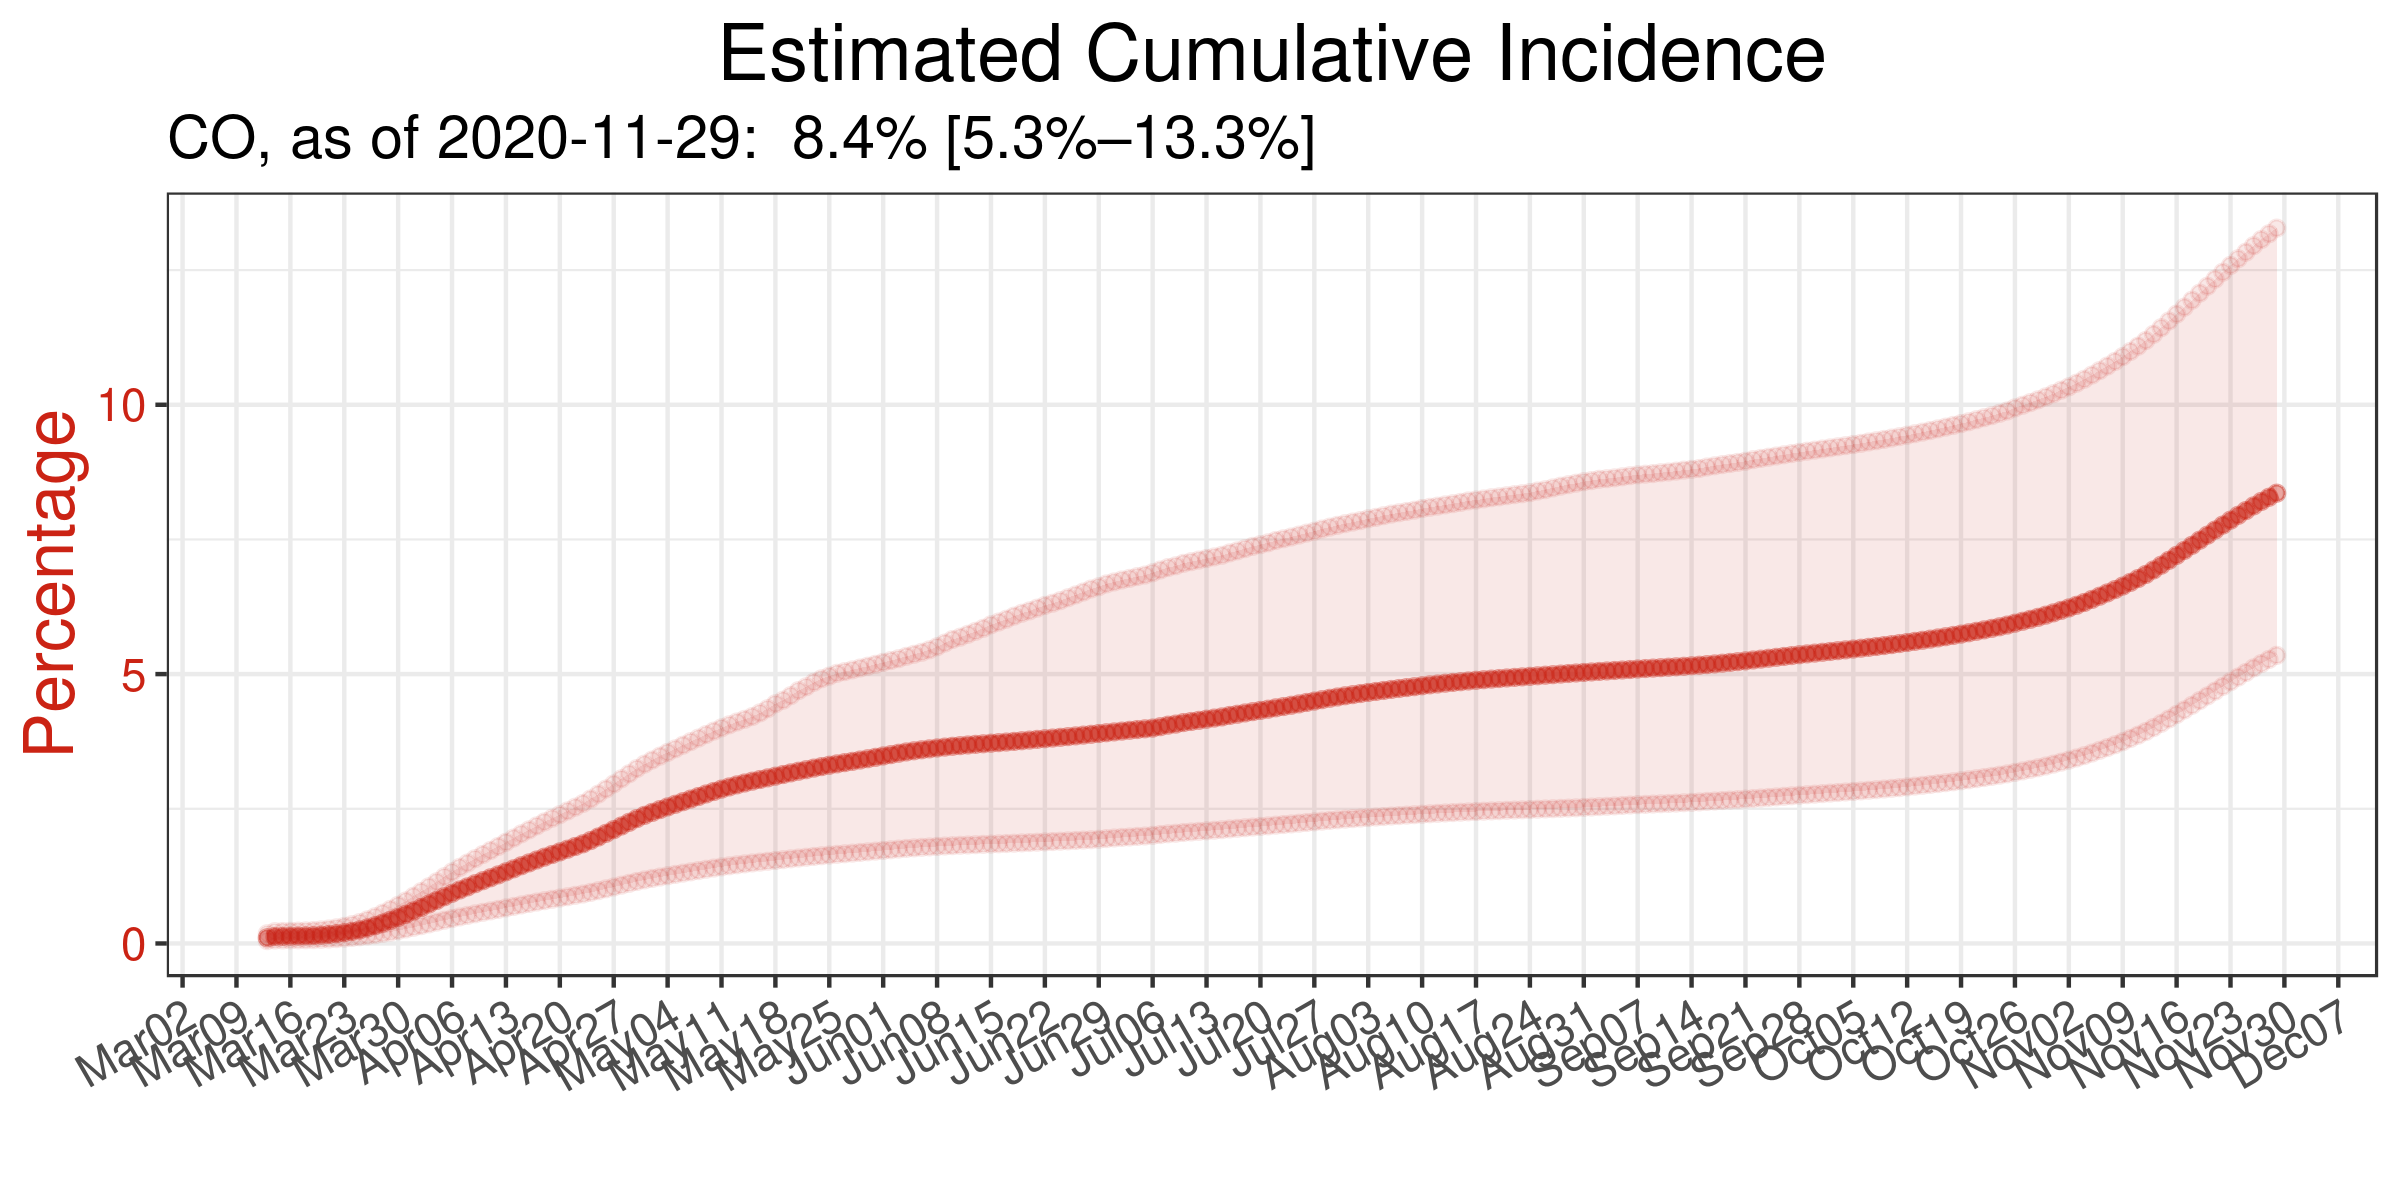 Estimated Cumulative Incidence
CO, as of 2020-11-29:  8.4% [5.3%–13.3%]
Percentage
10
5
0
Mar02
Mar09
Mar16
Mar23
Mar30
Apr06
Apr13
Apr20
Apr27
May04
May11
May18
May25
Jun01
Jun08
Jun15
Jun22
Jun29
Jul06
Jul13
Jul20
Jul27
Aug03
Aug10
Aug17
Aug24
Aug31
Sep07
Sep14
Sep21
Sep28
Oct05
Oct12
Oct19
Oct26
Nov02
Nov09
Nov16
Nov23
Nov30
Dec07